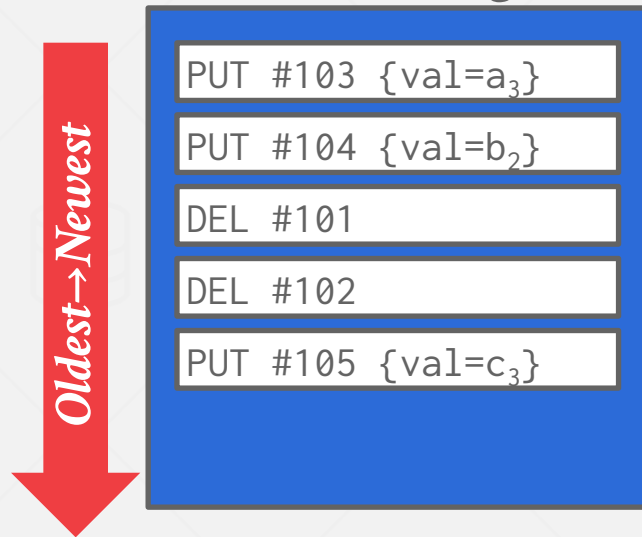 Oldest→Newest
PUT #103 {val=a₃}
PUT #104 {val=b₂}
DEL #101
DEL #102
PUT #105 {val=c₃}